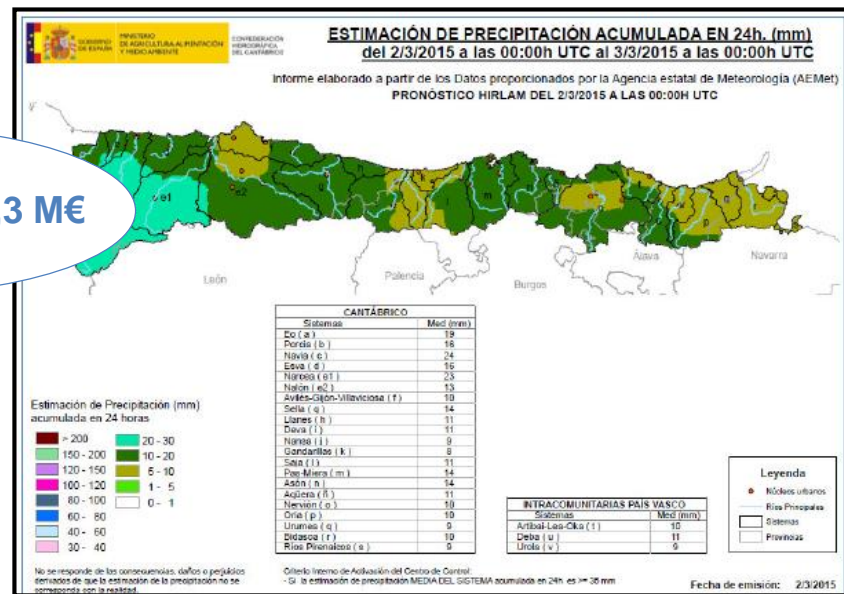 GOBIERNO DE ESPAÑA
MINISTERIO DE AGRICULTURA, ALIMENTACIÓN Y MEDIO AMBIENTE
CONFEDERACIÓN HIDROGRÁFICA DEL CANTÁBRICO
ESTIMACIÓN DE PRECIPITACIÓN ACUMULADA EN 24h. (mm)
del 2/3/2015 a las 00:00h UTC al 3/3/2015 a las 00:00h UTC
Informe elaborado a partir de los Datos proporcionados por la Agencia estatal de Meteorología (AEMet)
PRONÓSTICO HIRLAM DEL 2/3/2015 A LAS 00:00H UTC
3 M€
e1
e2
m
León
Palencia
Burgos
Álava
Navarra
CANTÁBRICO
Sistemas Med (mm)
Eo ( a ) 19
Porcía ( b ) 16
Navia ( c ) 24
Esva ( d ) 16
Narcea ( e1 ) 23
Nalón ( e2 ) 13
Avilés-Gijón-Villaviciosa ( f ) 10
Sella ( g ) 14
Llanes ( h ) 11
Deva ( i ) 11
Nansa ( j ) 9
Gandarillas ( k ) 8
Saja ( l ) 11
Pas-Miera ( m ) 14
Asón ( n ) 14
Agüera ( ñ ) 11
Nervión ( o ) 10
Oria ( p ) 10
Urumea ( q ) 9
Bidasoa ( r ) 10
Ríos Pirenaicos ( s ) 9
INTRACOMUNITARIAS PAÍS VASCO
Sistemas Med (mm)
Artibai-Lea-Oka ( t ) 10
Deba ( u ) 11
Urola ( v ) 9
Estimación de Precipitación (mm)
acumulada en 24 horas
> 200 20 - 30
150 - 200 10 - 20
120 - 150 5 - 10
100 - 120 1 - 5
80 - 100 0 - 1
60 - 80
40 - 60
30 - 40
Leyenda
Núcleos urbanos
Ríos Principales
Sistemas
Provincias
No se responde de las consecuencias, daños o perjuicios
derivados de que la estimación de la precipitación no se
corresponda con la realidad.
Criterio Interno de Activación del Centro de Control:
- Si la estimación de precipitación MEDIA DEL SISTEMA acumulada en 24h es >= 36 mm
Fecha de emisión: 2/3/2015